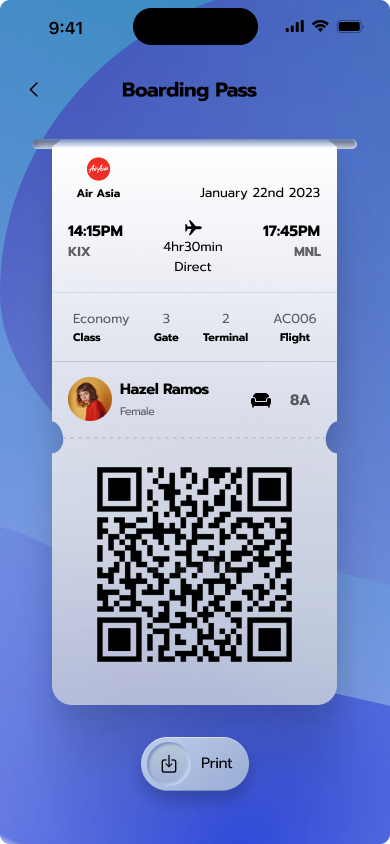 9:41
Boarding Pass
AirAsia
Air Asia
January 22nd 2023
14:15PM
17:45PM
4hr30min
KIX
MNL
Direct
Economy 3 2 AC006
Class Gate Terminal Flight
Hazel Ramos
8A
Female
Print